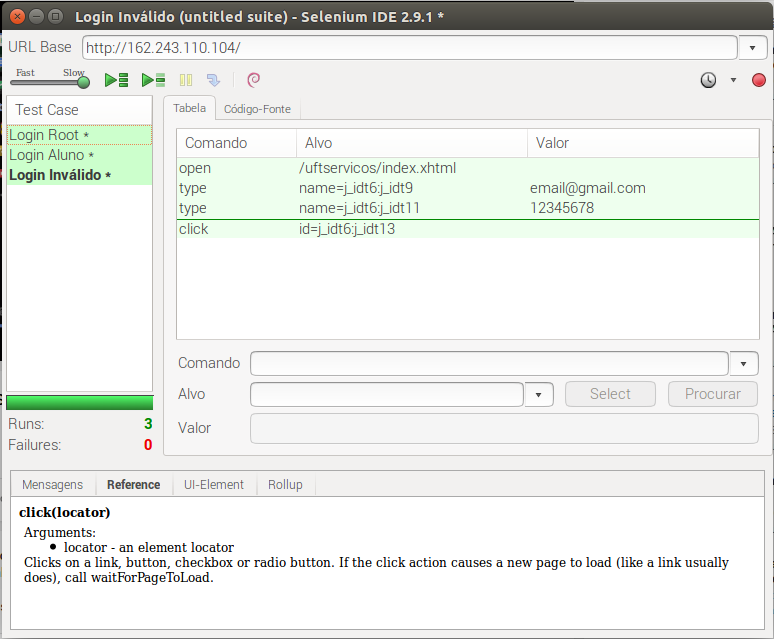 Login Inválido (untitled suite) - Selenium IDE 2.9.1 *
URL Base http://162.243.110.104/
Fast Slow
Test Case
Login Root *
Login Aluno *
Login Inválido *
Runs: 3
Failures: 0
Tabela Código-Fonte
Comando Alvo Valor
open /uftservicos/index.xhtml
type name=j_idt6:j_idt9 email@gmail.com
type name=j_idt6:j_idt11 12345678
click id=j_idt6:j_idt13
Comando
Alvo Select Procurar
Valor
Mensagens Reference UI-Element Rollup
click(locator)
Arguments:
• locator - an element locator
Clicks on a link, button, checkbox or radio button. If the click action causes a new page to load (like a link usually
does), call waitForPageToLoad.